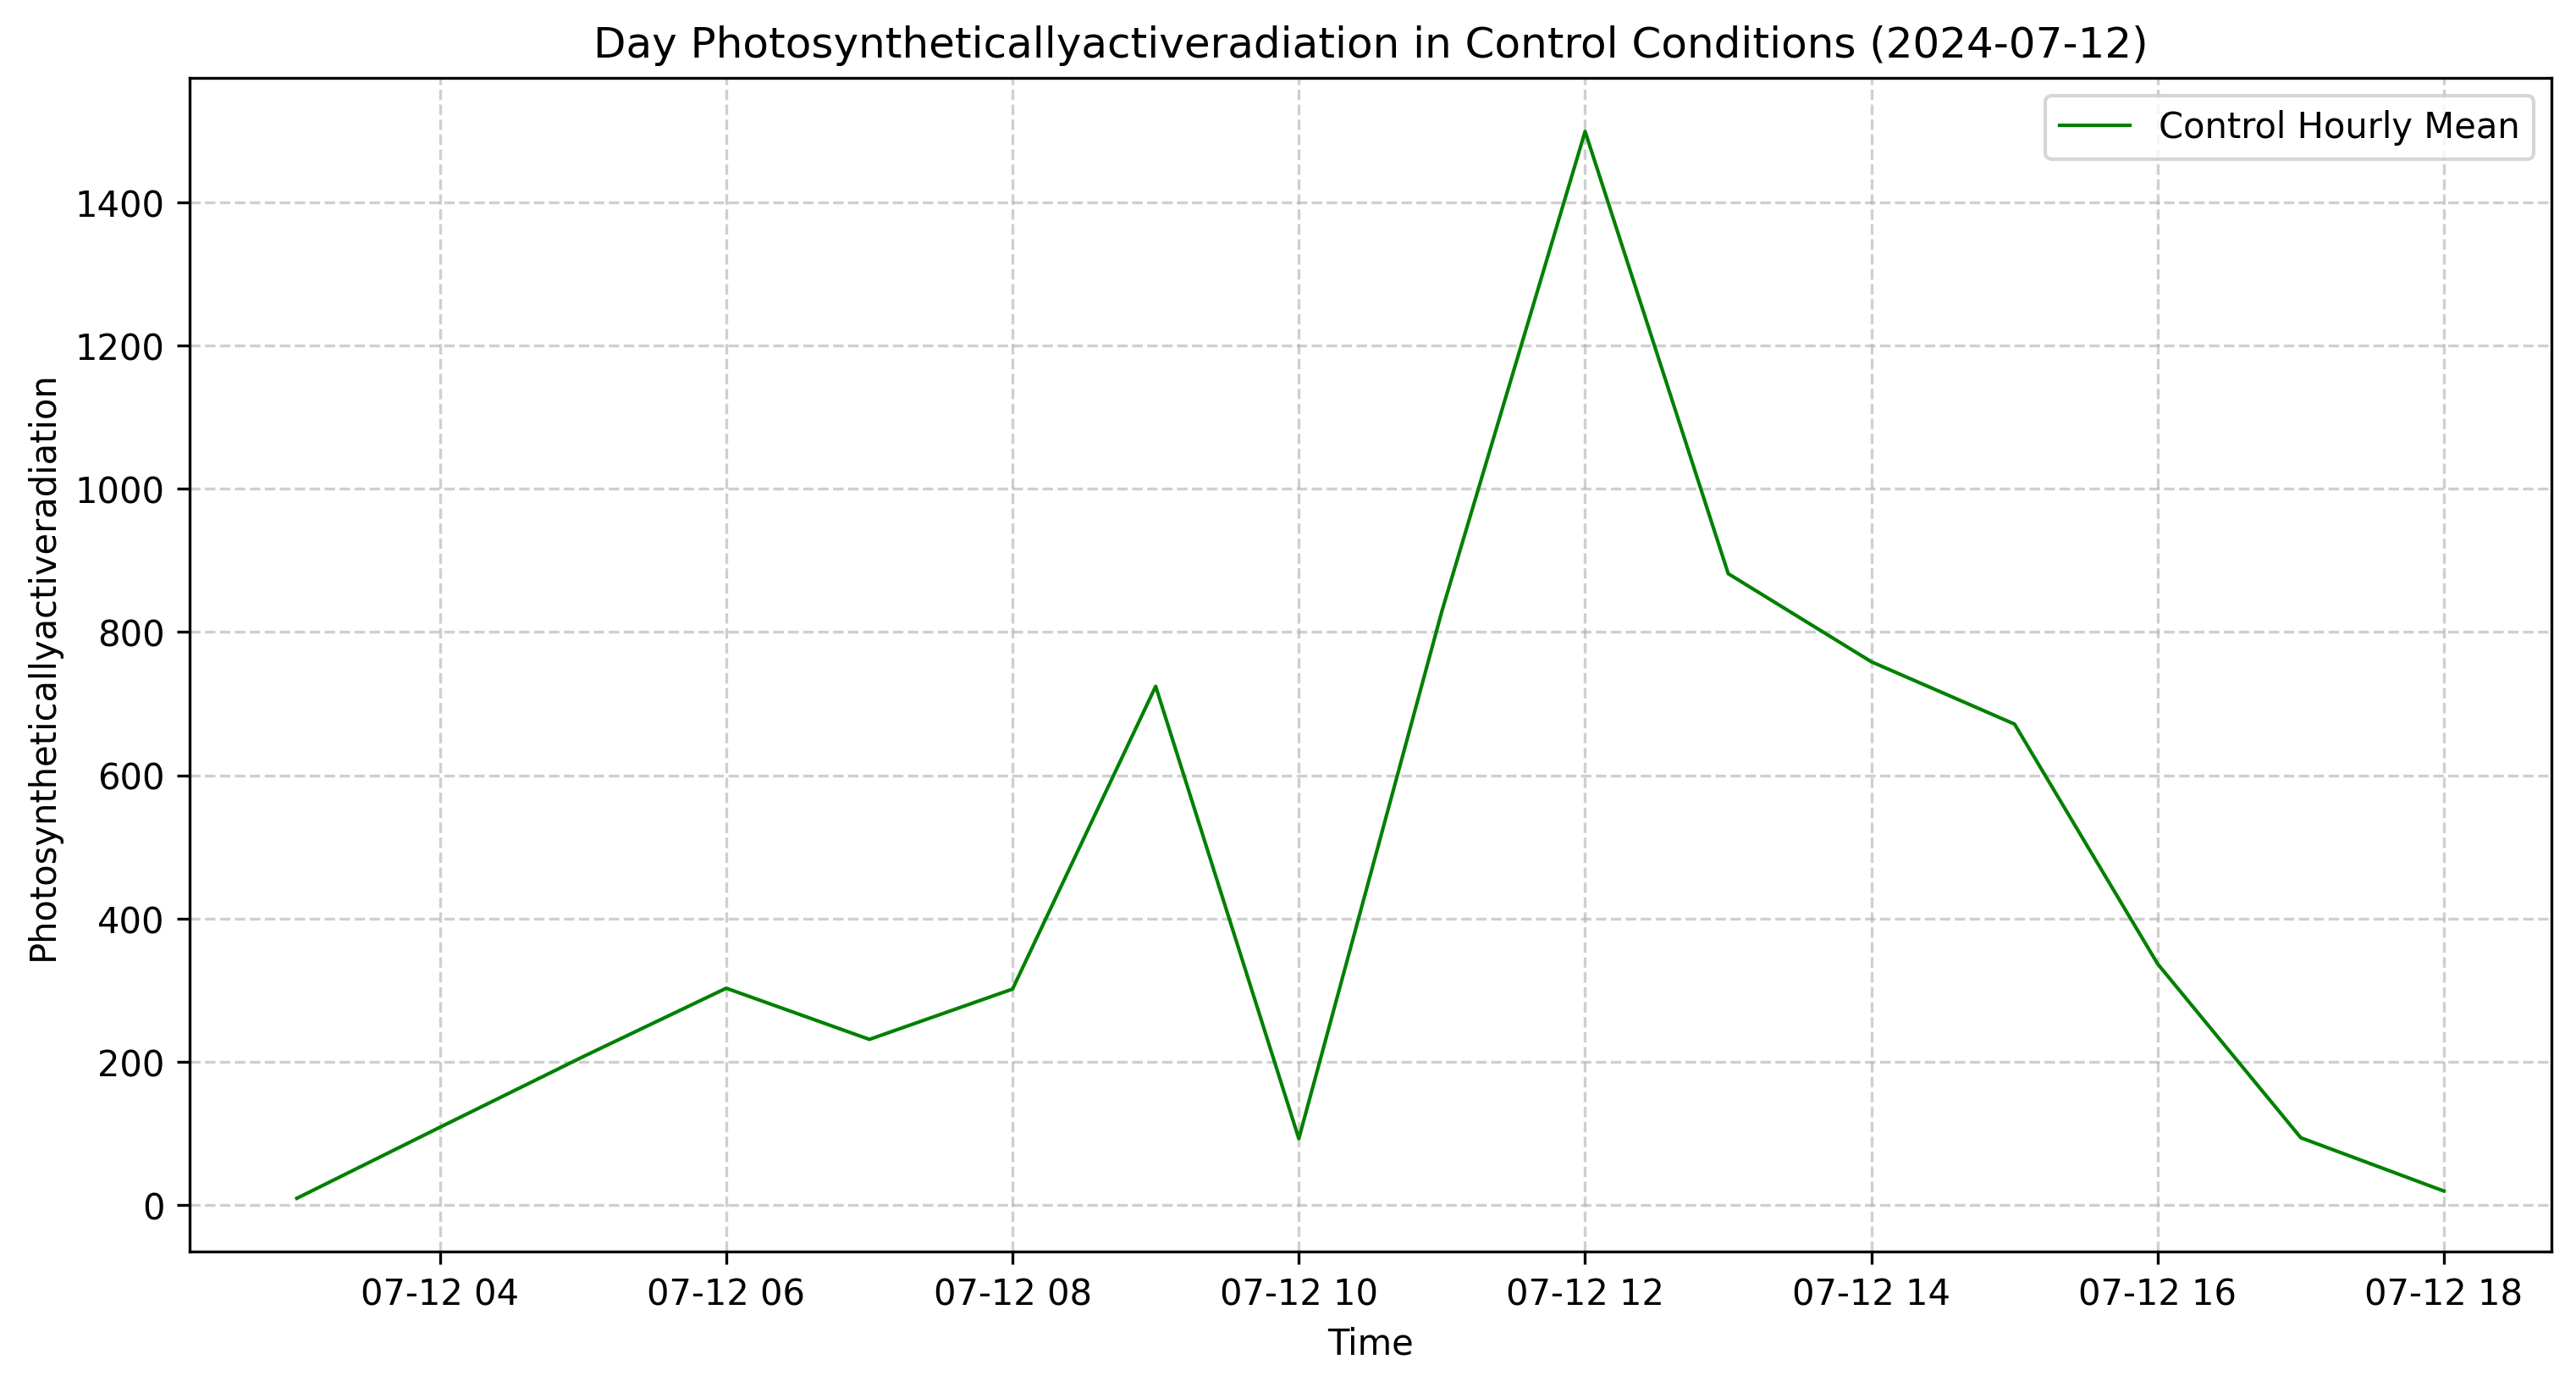 Day Photosyntheticallyactiveradiation in Control Conditions (2024-07-12)
Control Hourly Mean
Photosyntheticallyactiveradiation
1400
1200
1000
800
600
400
200
0
07-12 04 07-12 06 07-12 08 07-12 10 07-12 12 07-12 14 07-12 16 07-12 18
Time